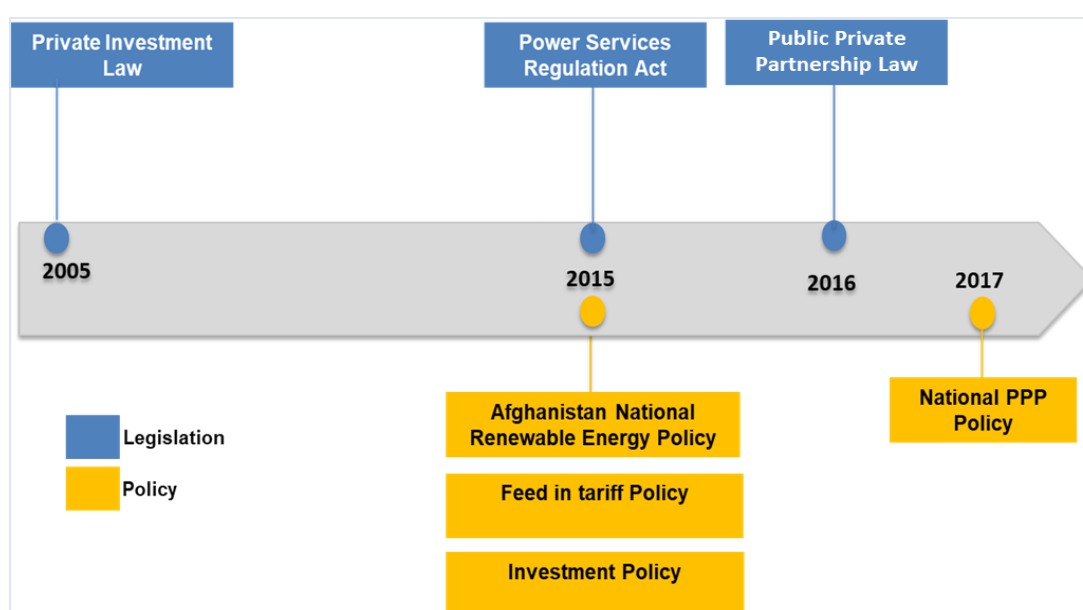 Private Investment
Law
Power Services
Regulation Act
Public Private
Partnership Law
2005
2015
2016
2017
Afghanistan National
Renewable Energy Policy
National PPP
Policy
Legislation
Policy
Feed in tariff Policy
Investment Policy